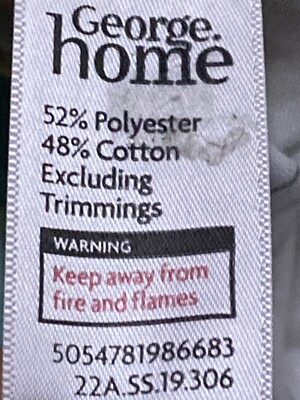 George.
home
52% Polyester
48% Cotton
Excluding
Trimmings
WARNING
Keep away from
fire and flames
5054781986683
22A.SS.19.306